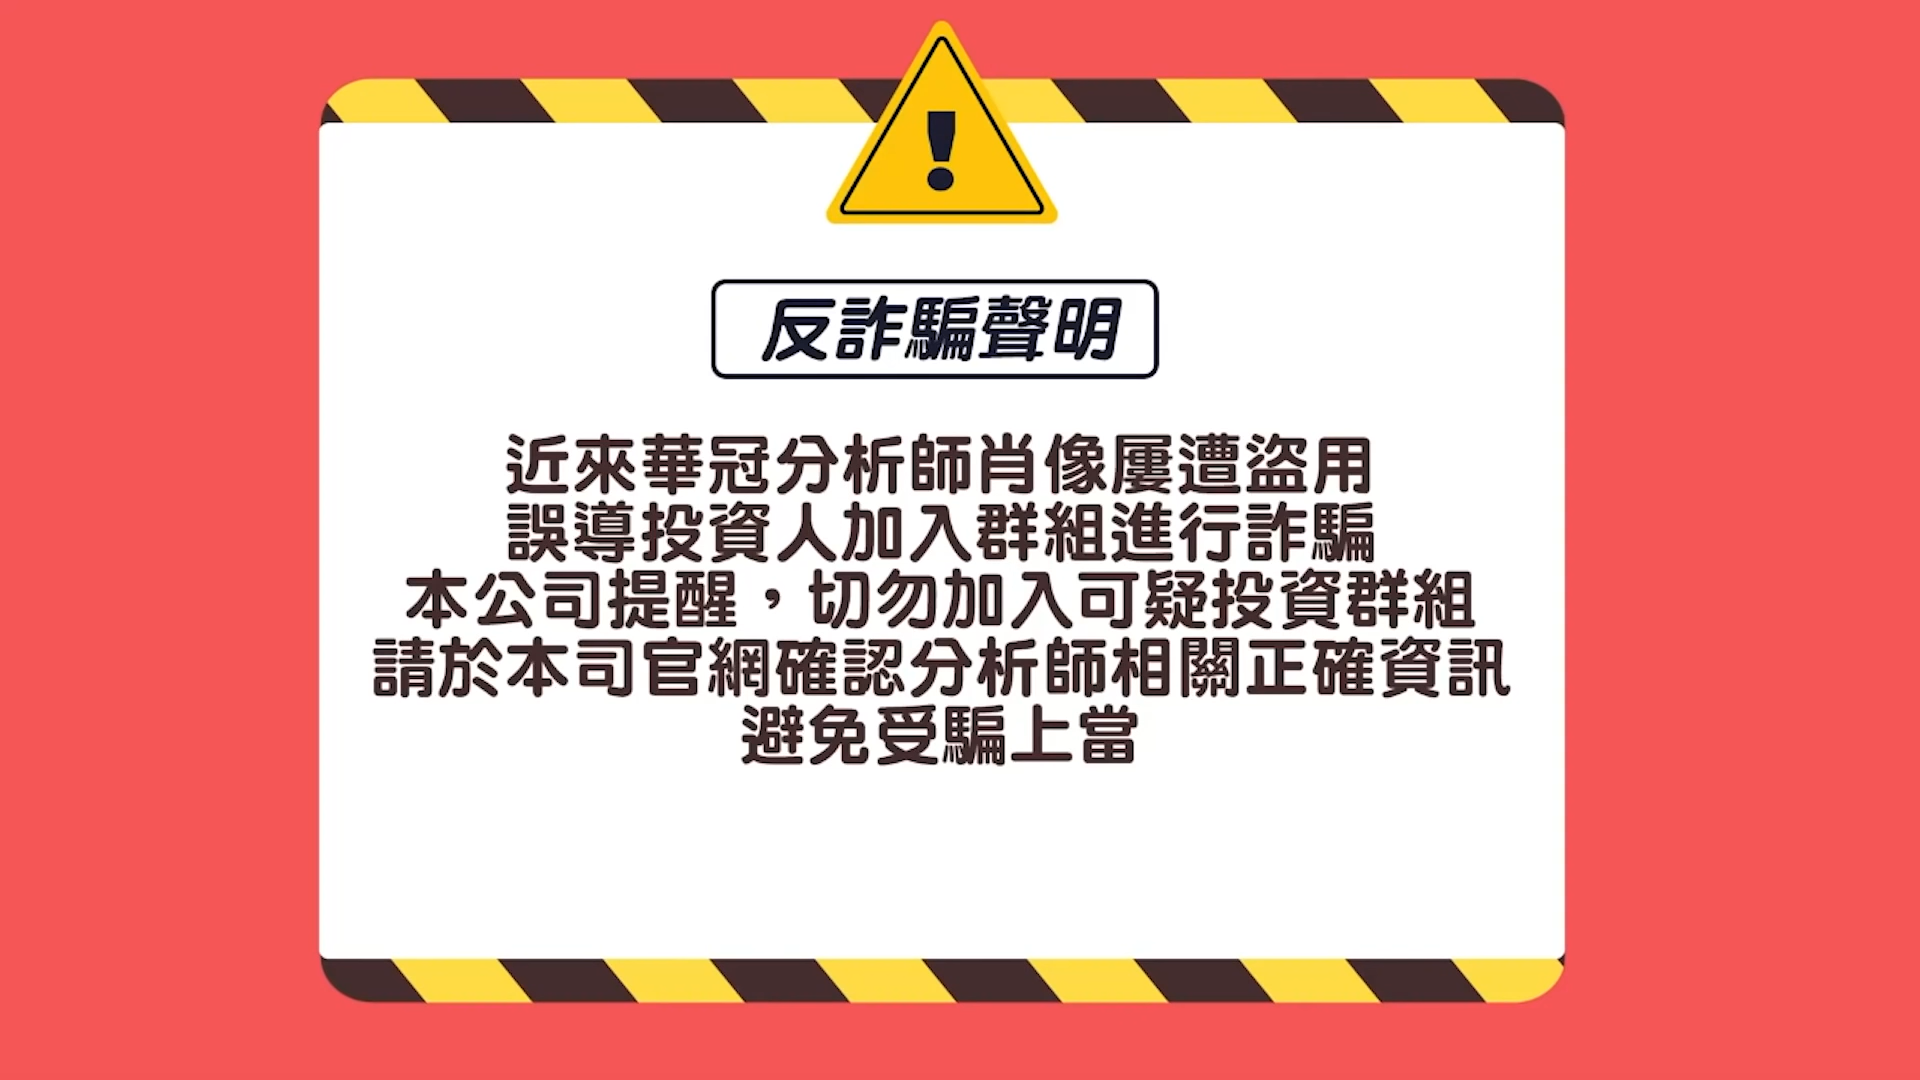 反詐騙聲明
近來華冠分析師肖像屢遭盜用
誤導投資人加入群組進行詐騙
本公司提醒，切勿加入可疑投資群組
請於本司官網確認分析師相關正確資訊
避免受騙上當